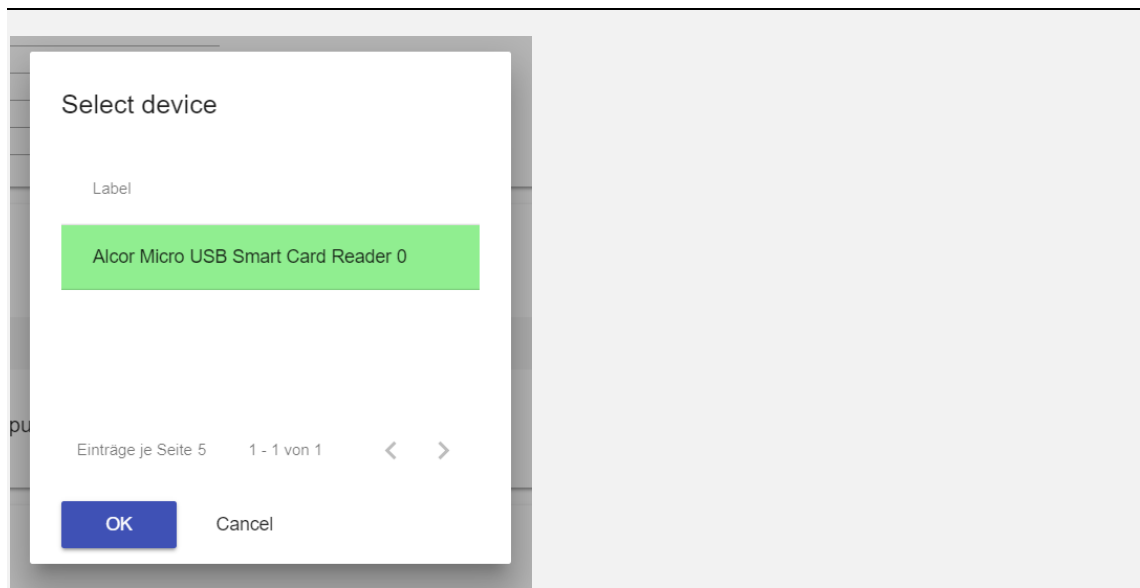 Select device
Label
Alcor Micro USB Smart Card Reader 0
pu
Einträge je Seite 5 1 - 1 von 1
OK Cancel